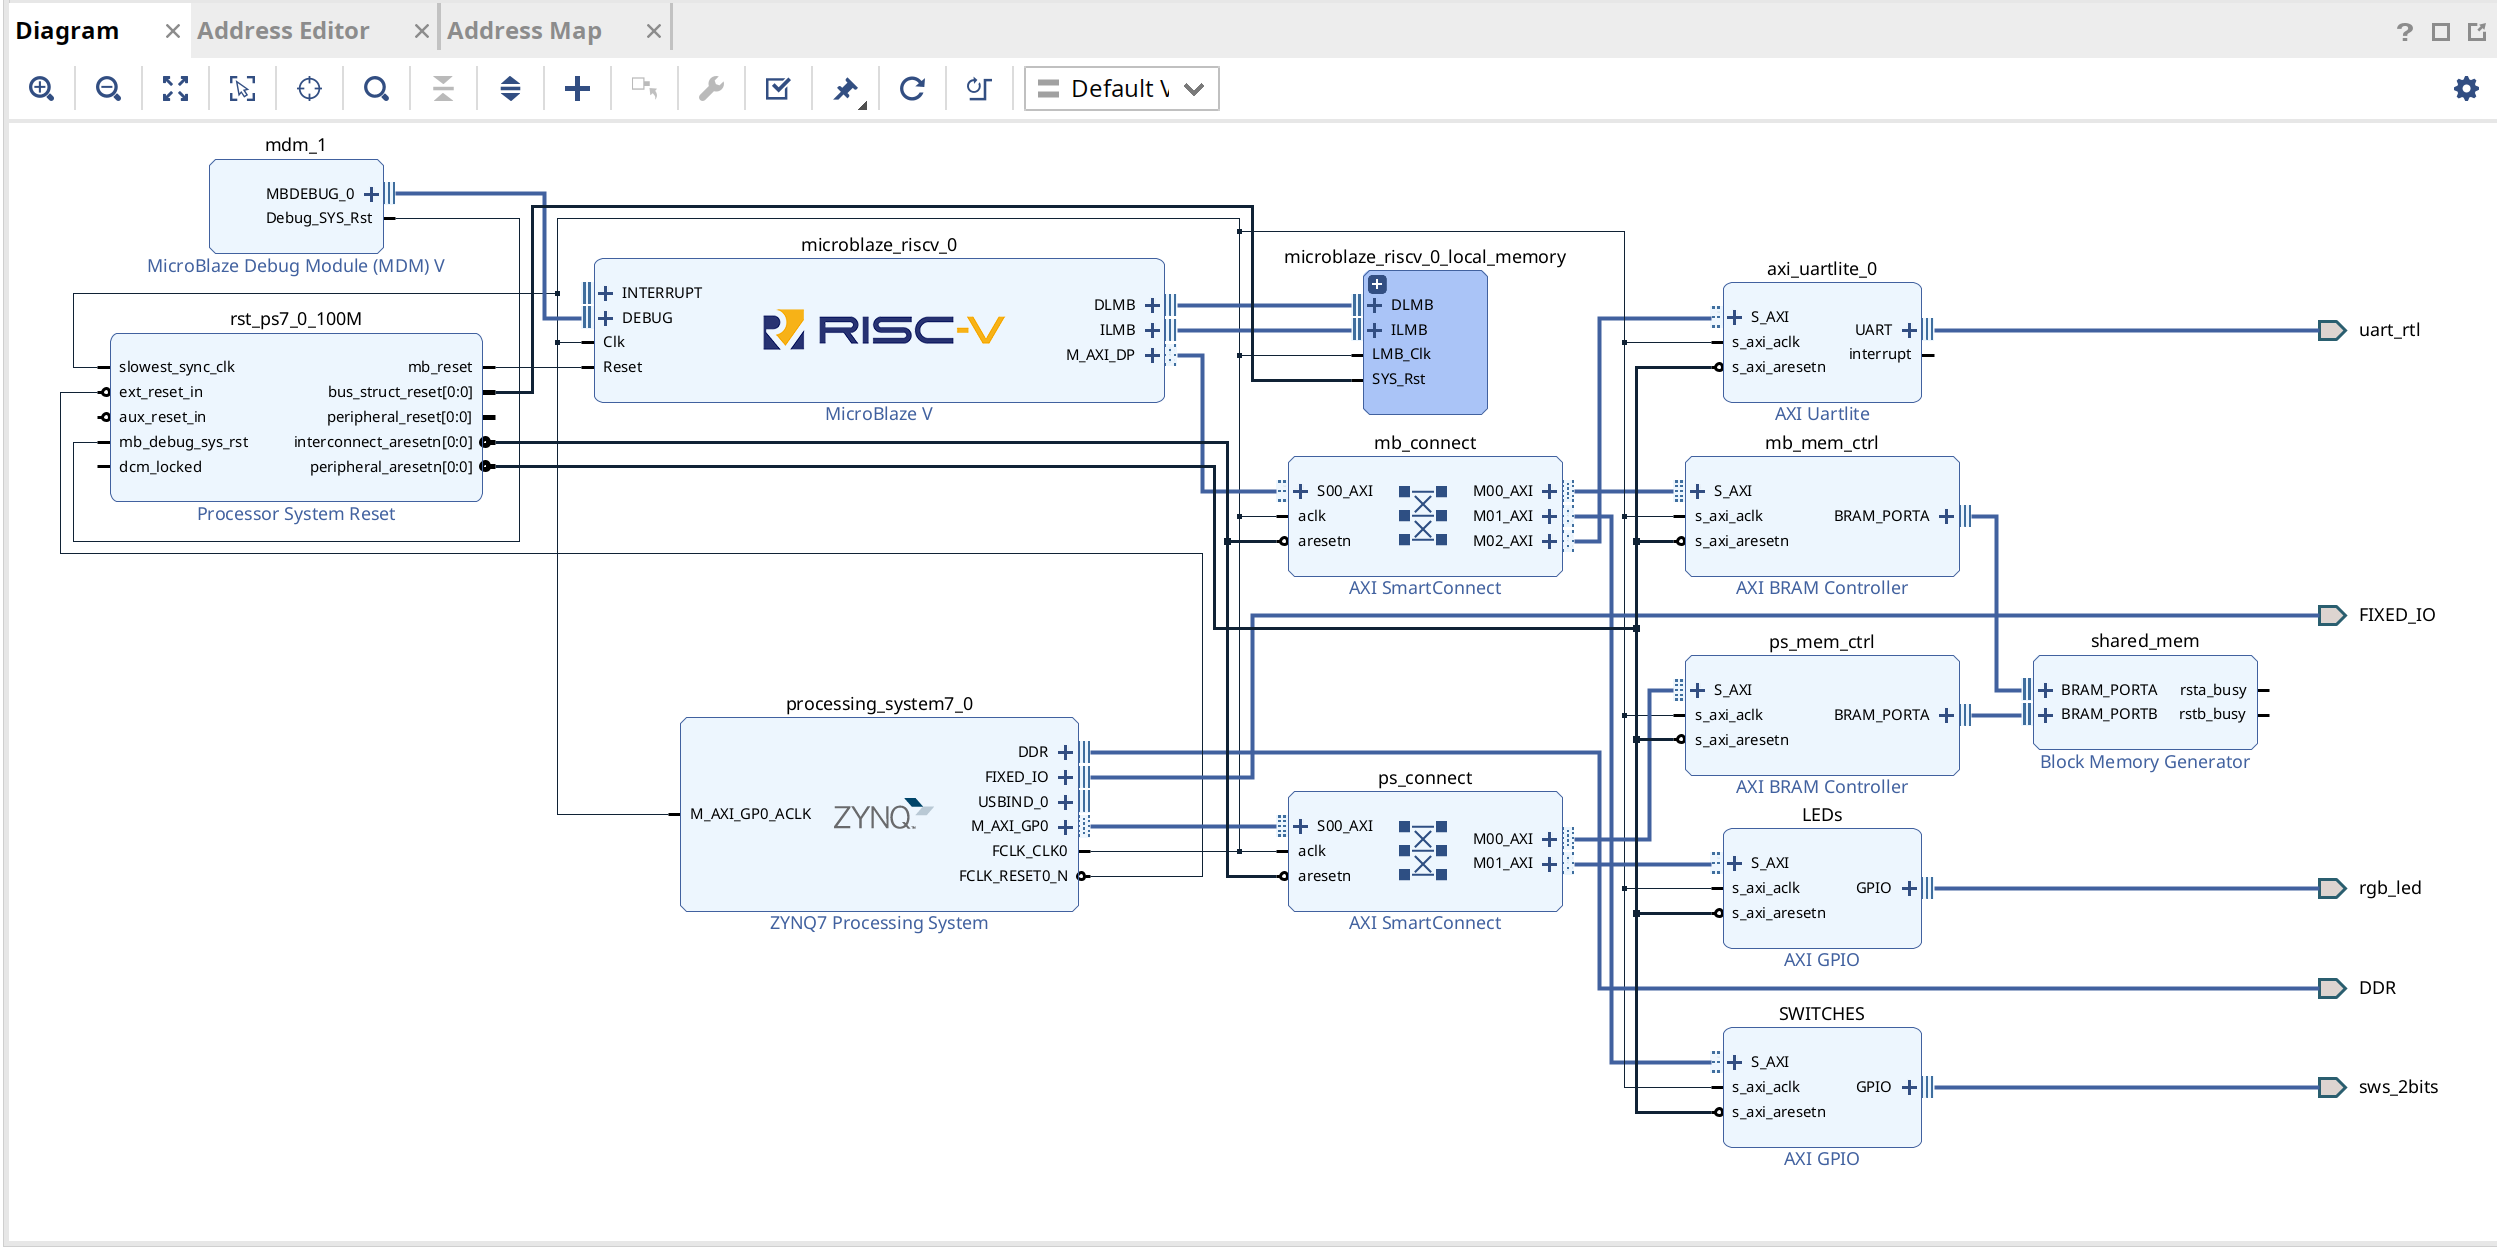 Diagram
Address Editor
Address Map
Default V
mdm_1
MBDEBUG_0
Debug_SYS_Rst
MicroBlaze Debug Module (MDM) V
rst_ps7_0_100M
slowest_sync_clk
ext_reset_in
aux_reset_in
mb_debug_sys_rst
dcm_locked
mb_reset
bus_struct_reset[0:0]
peripheral_reset[0:0]
interconnect_aresetn[0:0]
peripheral_aresetn[0:0]
Processor System Reset
microblaze_riscv_0
INTERRUPT
DEBUG
Clk
Reset
RISC-V
DLMB
ILMB
M_AXI_DP
MicroBlaze V
microblaze_riscv_0_local_memory
DLMB
ILMB
LMB_Clk
SYS_Rst
axi_uartlite_0
S_AXI
s_axi_aclk
s_axi_aresetn
UART
interrupt
AXI Uartlite
uart_rtl
mb_connect
S00_AXI
aclk
aresetn
M00_AXI
M01_AXI
M02_AXI
AXI SmartConnect
mb_mem_ctrl
S_AXI
s_axi_aclk
s_axi_aresetn
BRAM_PORTA
AXI BRAM Controller
FIXED_IO
ps_mem_ctrl
S_AXI
s_axi_aclk
s_axi_aresetn
BRAM_PORTA
AXI BRAM Controller
shared_mem
BRAM_PORTA
BRAM_PORTB
rsta_busy
rstb_busy
Block Memory Generator
processing_system7_0
M_AXI_GP0_ACLK
ZYNQ
DDR
FIXED_IO
USBIND_0
M_AXI_GP0
FCLK_CLK0
FCLK_RESET0_N
ZYNQ7 Processing System
ps_connect
S00_AXI
aclk
aresetn
M00_AXI
M01_AXI
AXI SmartConnect
LEDs
S_AXI
s_axi_aclk
s_axi_aresetn
GPIO
AXI GPIO
rgb_led
DDR
SWITCHES
S_AXI
s_axi_aclk
s_axi_aresetn
GPIO
AXI GPIO
sws_2bits